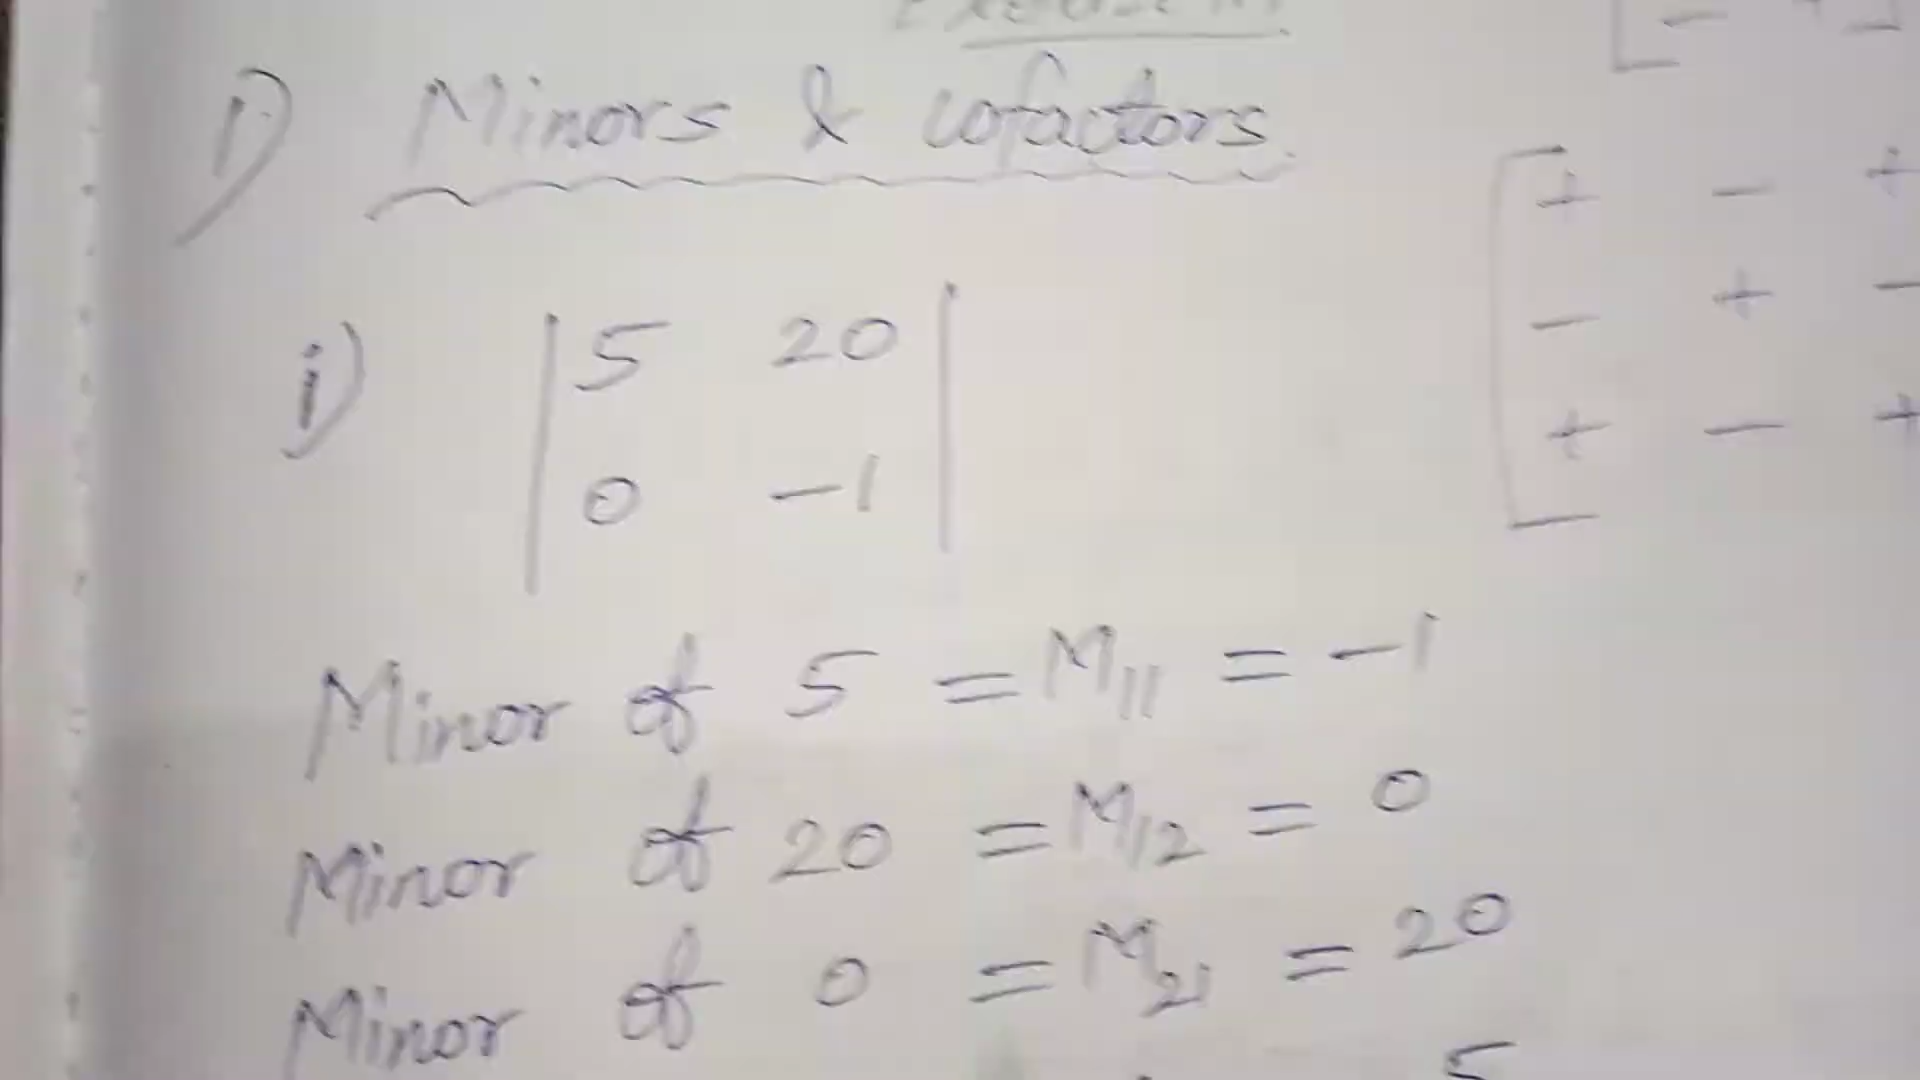 1) Minors & cofactors.
i) | 5 20 |
| 0 -1 |
[ + - +
- + -
+ - +
Minor of 5 = M11 = -1
Minor of 20 = M12 = 0
Minor of 0 = M21 = 20
5